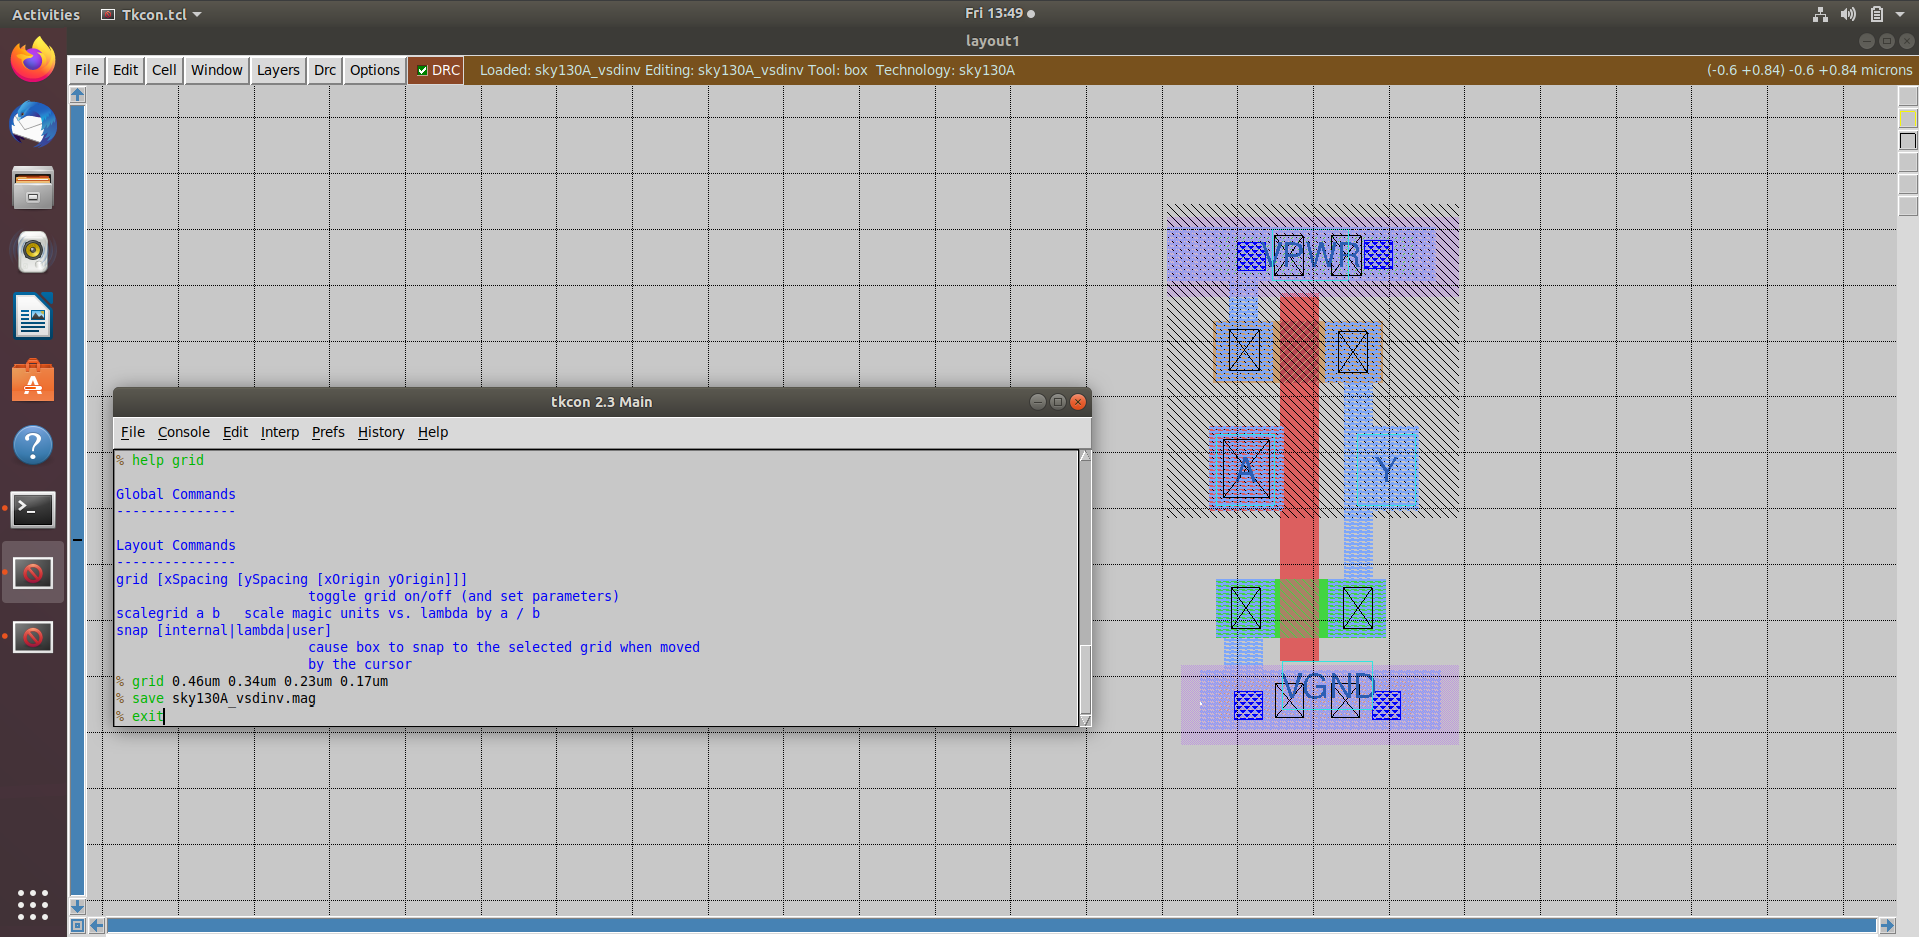 Activities Tkcon.tcl Fri 13:49
layout1
File Edit Cell Window Layers Drc Options DRC Loaded: sky130A_vsdinv Editing: sky130A_vsdinv Tool: box Technology: sky130A (-0.6 +0.84) -0.6 +0.84 microns
VPWR
A Y
VGND
tkcon 2.3 Main
File Console Edit Interp Prefs History Help
% help grid
Global Commands
---------------
Layout Commands
---------------
grid [xSpacing [ySpacing [xOrigin yOrigin]]]
toggle grid on/off (and set parameters)
scalegrid a b scale magic units vs. lambda by a / b
snap [internal|lambda|user]
cause box to snap to the selected grid when moved
by the cursor
% grid 0.46um 0.34um 0.23um 0.17um
% save sky130A_vsdinv.mag
% exit